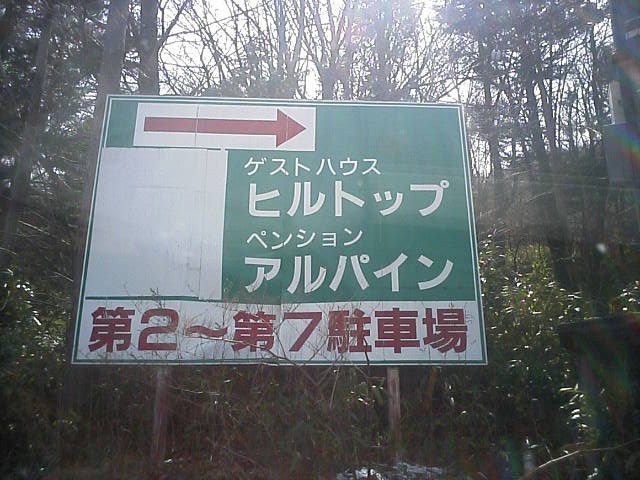 ゲストハウス
ヒルトップ
ペンション
アルパイン
第2～第7駐車場